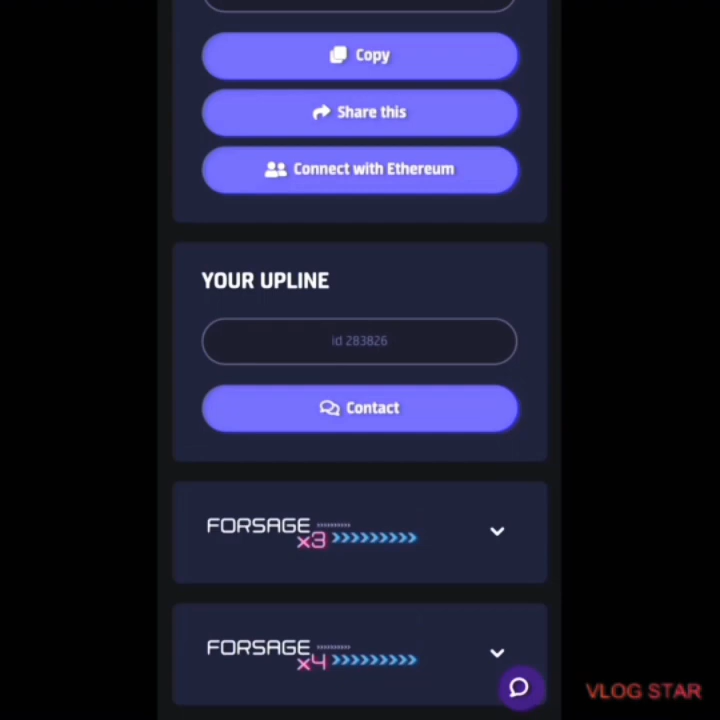 Copy
Share this
Connect with Ethereum
YOUR UPLINE
id 283826
Contact
FORSAGE
x3
FORSAGE
x4
VLOG STAR